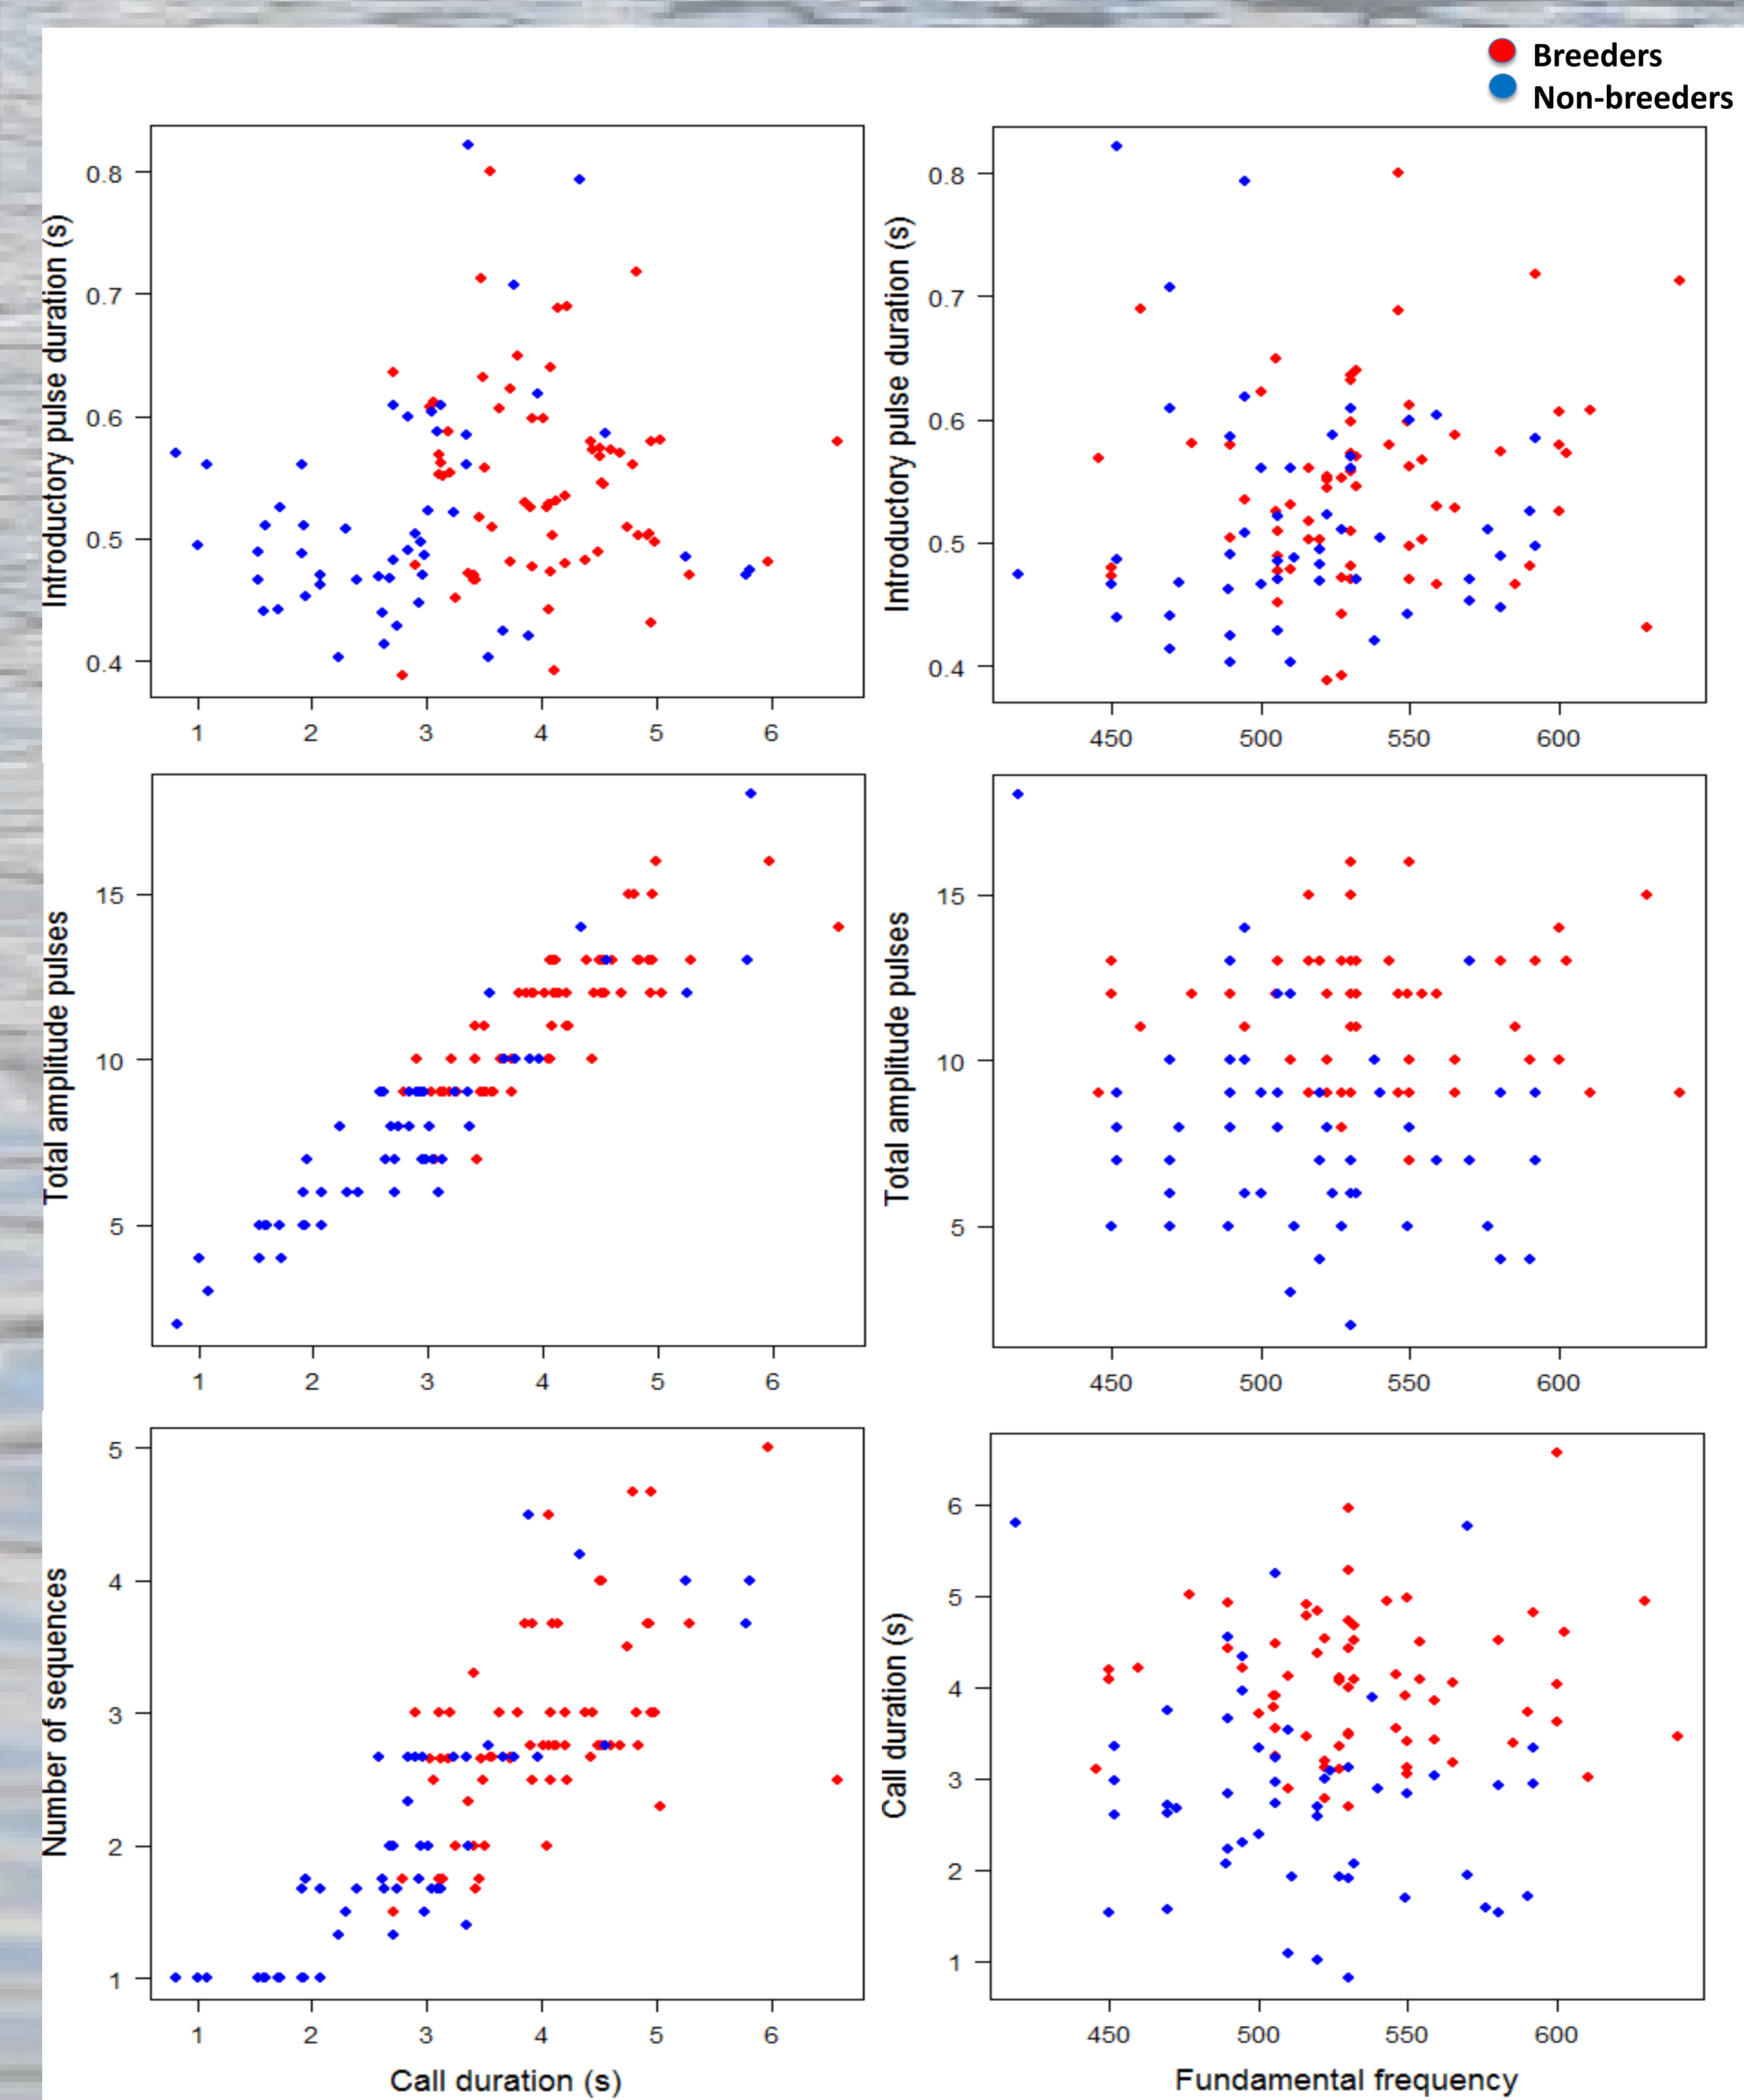 Breeders
Non-breeders
Introductory pulse duration (s)
0.8
0.7
0.6
0.5
0.4
1 2 3 4 5 6
Introductory pulse duration (s)
0.8
0.7
0.6
0.5
0.4
450 500 550 600
Total amplitude pulses
15
10
5
1 2 3 4 5 6
Total amplitude pulses
15
10
5
450 500 550 600
Number of sequences
5
4
3
2
1
1 2 3 4 5 6
Call duration (s)
Call duration (s)
6
5
4
3
2
1
450 500 550 600
Fundamental frequency